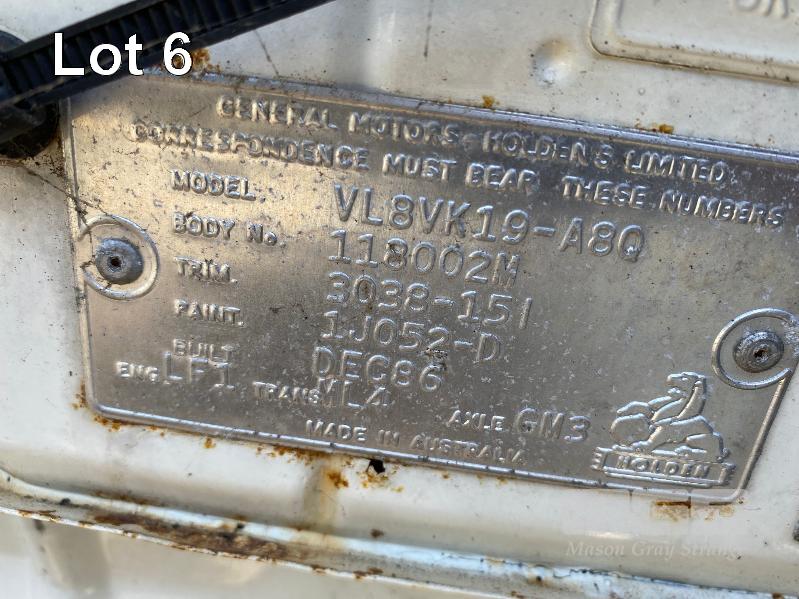 Lot 6
GENERAL MOTORS-HOLDEN'S LIMITED
CORRESPONDENCE MUST BEAR THESE NUMBERS
MODEL. VL8VK19-A8Q
BODY No. 118002M
TRIM. 3038-151
PAINT. 1J052-D
BUILT DEC86
ENG LF1 TRANS ML4 AXLE GM3
MADE IN AUSTRALIA
HOLDEN
Mason Gray Strange